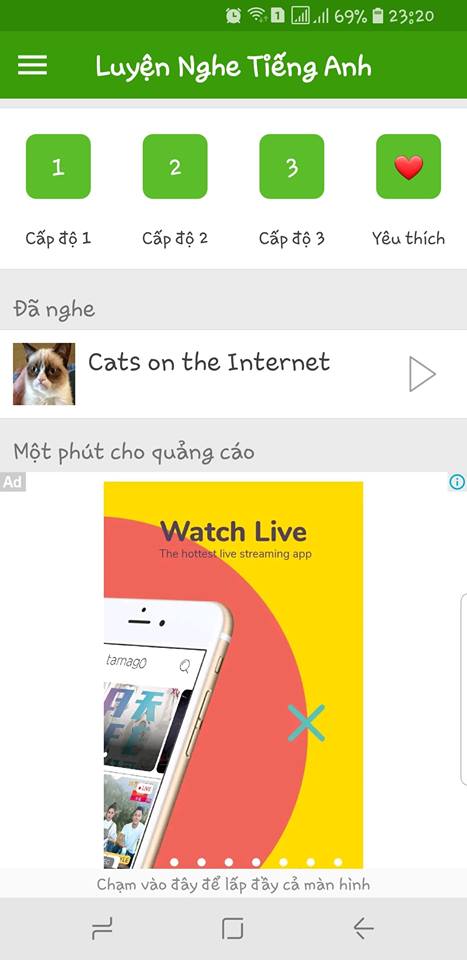 1 69% 23:20
Luyện Nghe Tiếng Anh
1 2 3
Cấp độ 1 Cấp độ 2 Cấp độ 3 Yêu thích
Đã nghe
Cats on the Internet
Một phút cho quảng cáo
Ad
Watch Live
The hottest live streaming app
tamago
LIVE
Chạm vào đây để lấp đầy cả màn hình